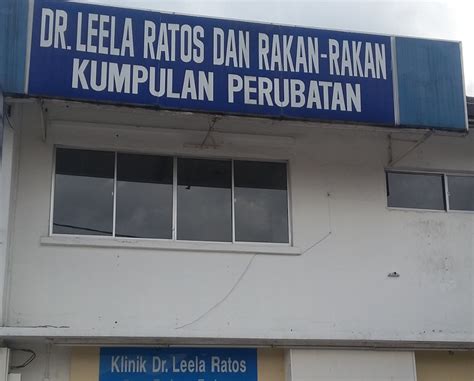 DR. LEELA RATOS DAN RAKAN-RAKAN
KUMPULAN PERUBATAN
Klinik Dr. Leela Ratos